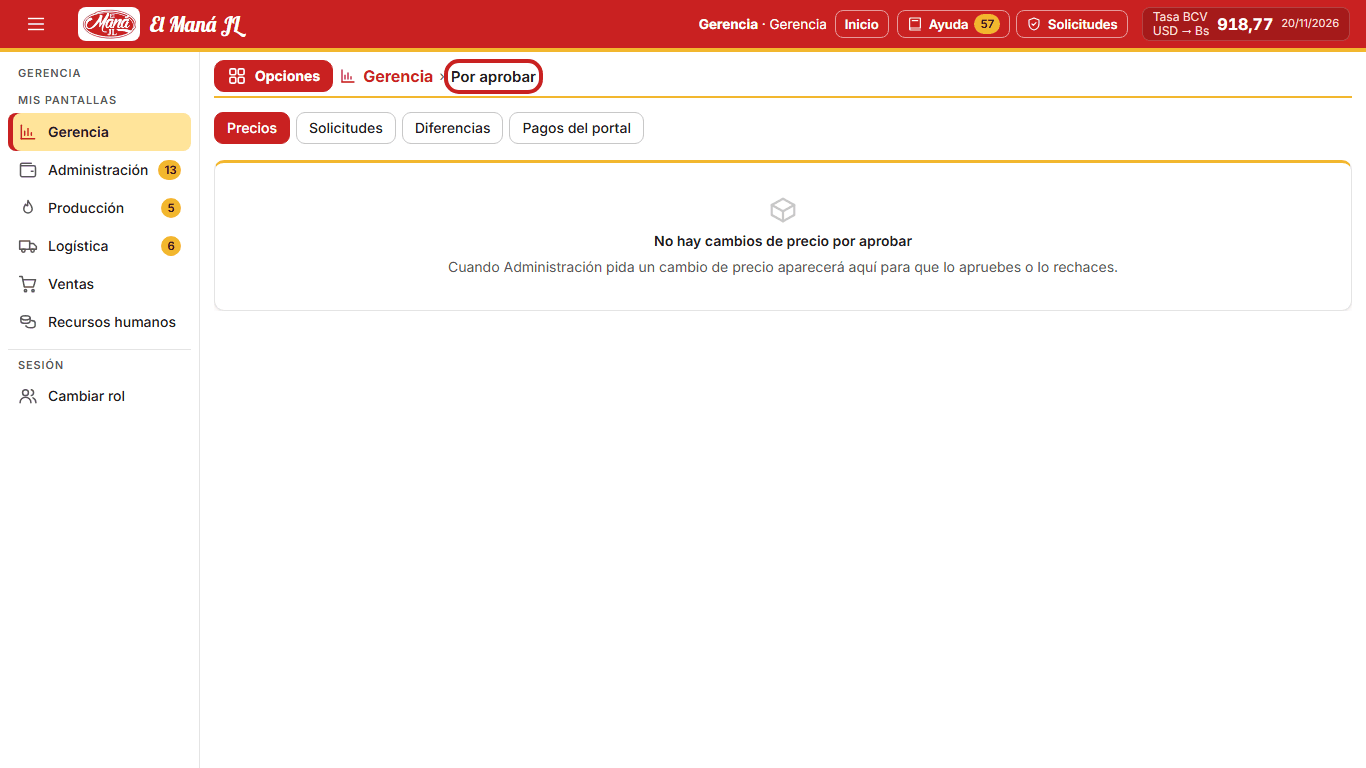 Maná
JL
El Maná JL
Gerencia · Gerencia
Inicio
Ayuda 57
Solicitudes
Tasa BCV
USD → Bs
918,77
20/11/2026
GERENCIA
MIS PANTALLAS
Gerencia
Administración 13
Producción 5
Logística 6
Ventas
Recursos humanos
SESIÓN
Cambiar rol
Opciones
Gerencia › Por aprobar
Precios
Solicitudes
Diferencias
Pagos del portal
No hay cambios de precio por aprobar
Cuando Administración pida un cambio de precio aparecerá aquí para que lo apruebes o lo rechaces.